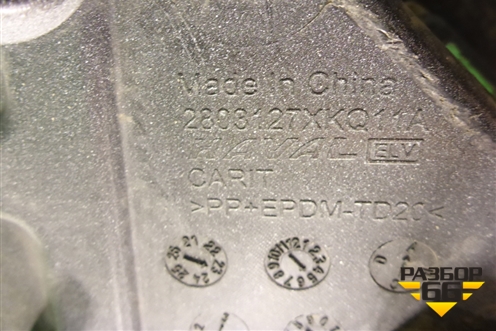 Made In China
2803127XKQ11A
HAVAL ELV
CARIT
>PP+EPDM-TD20<
РАЗБОР
66